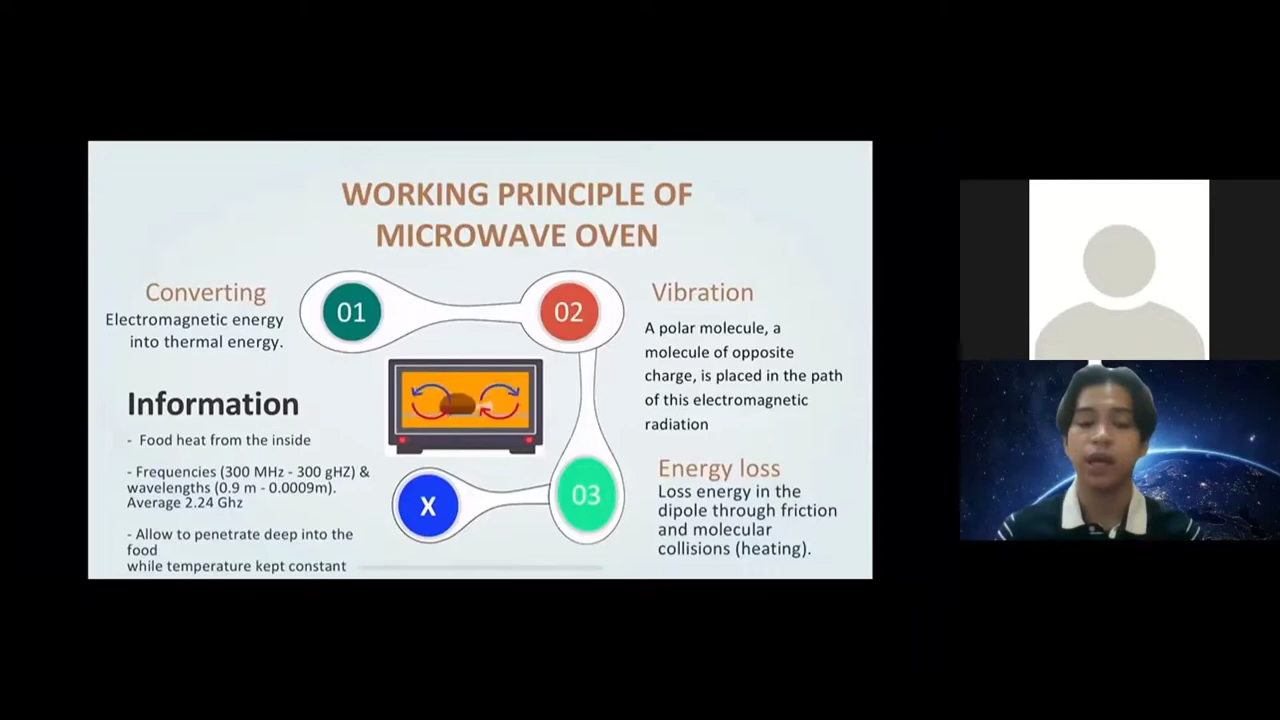 WORKING PRINCIPLE OF
MICROWAVE OVEN
Converting
Electromagnetic energy
into thermal energy.
01
02
Vibration
A polar molecule, a
molecule of opposite
charge, is placed in the path
of this electromagnetic
radiation
Information
- Food heat from the inside
- Frequencies (300 MHz - 300 gHZ) &
wavelengths (0.9 m - 0.0009m).
Average 2.24 Ghz
- Allow to penetrate deep into the
food
while temperature kept constant
X
03
Energy loss
Loss energy in the
dipole through friction
and molecular
collisions (heating).